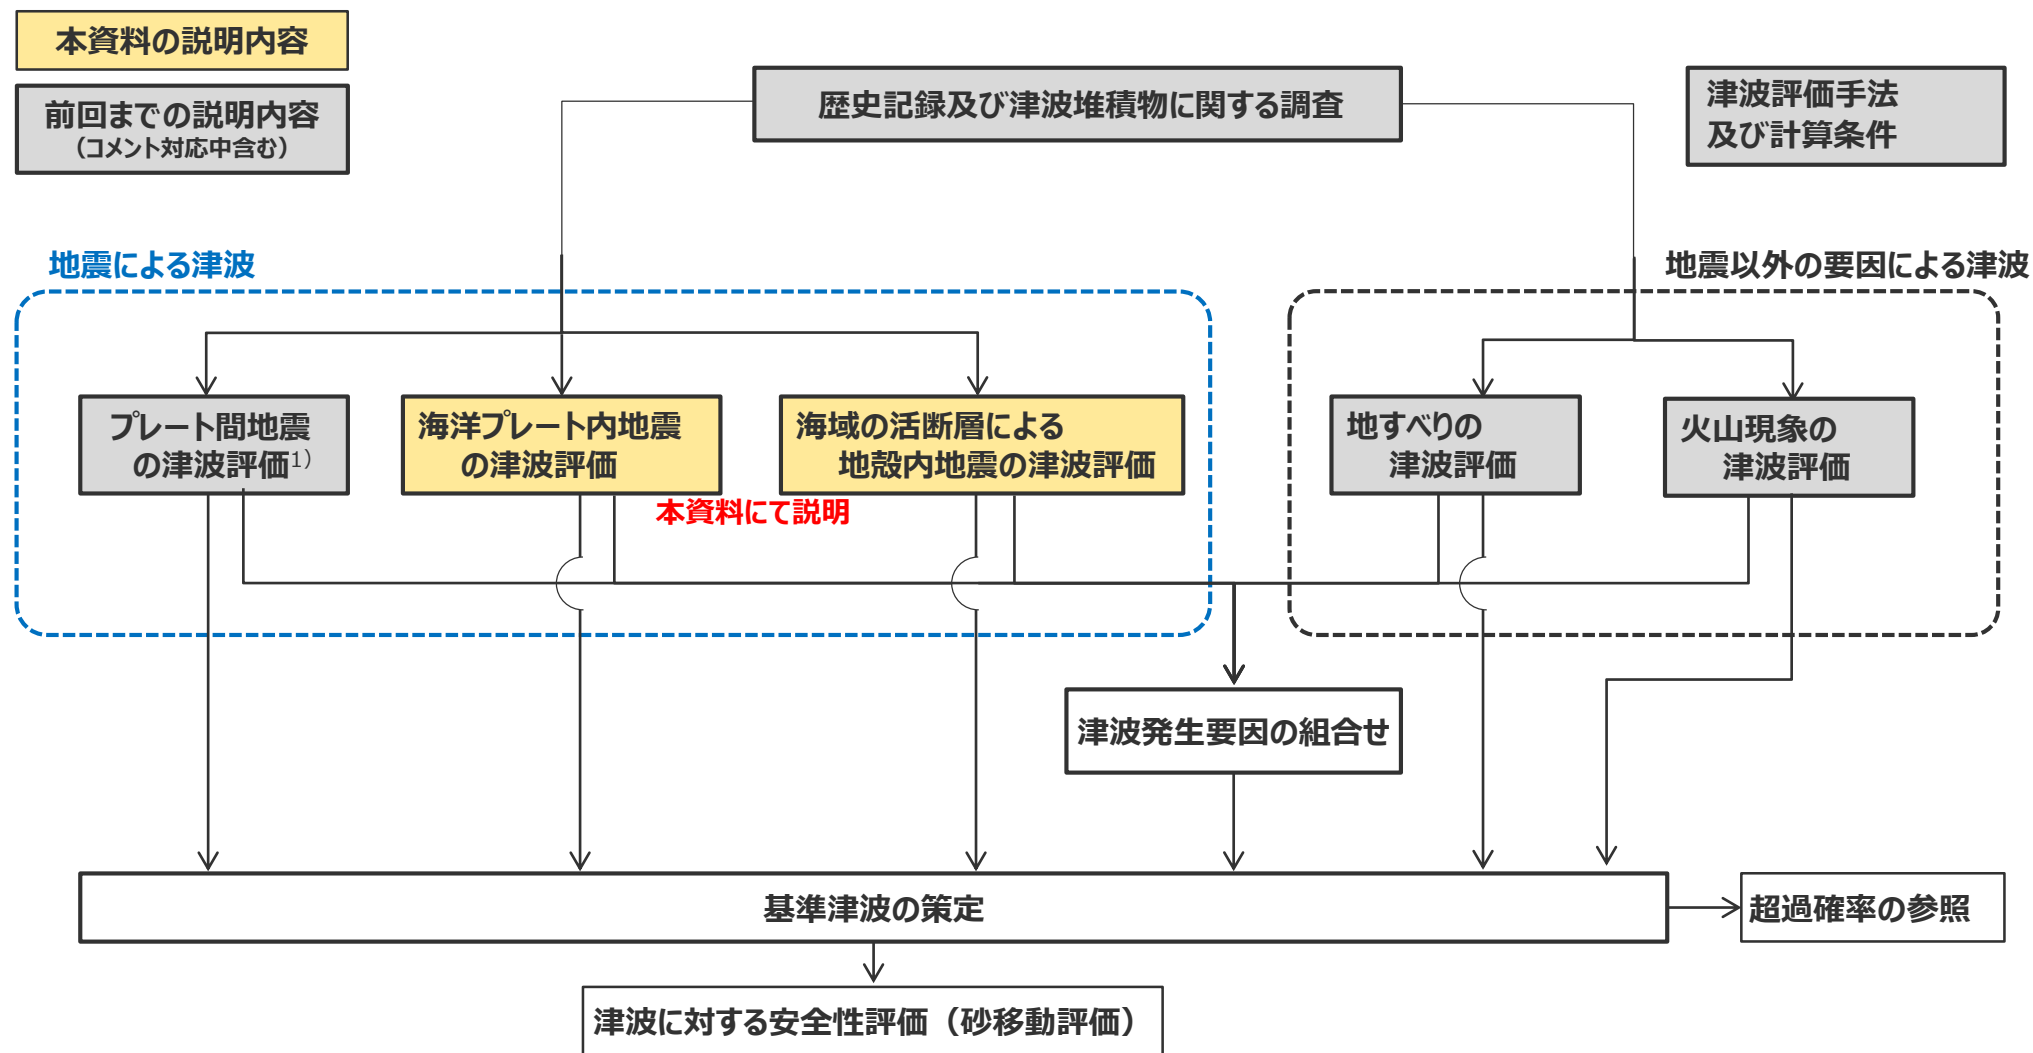 本資料の説明内容
前回までの説明内容
（コメント対応中含む）
歴史記録及び津波堆積物に関する調査
津波評価手法
及び計算条件
地震による津波
地震以外の要因による津波
プレート間地震
の津波評価1）
海洋プレート内地震
の津波評価
海域の活断層による
地殻内地震の津波評価
地すべりの
津波評価
火山現象の
津波評価
本資料にて説明
津波発生要因の組合せ
基準津波の策定
超過確率の参照
津波に対する安全性評価（砂移動評価）